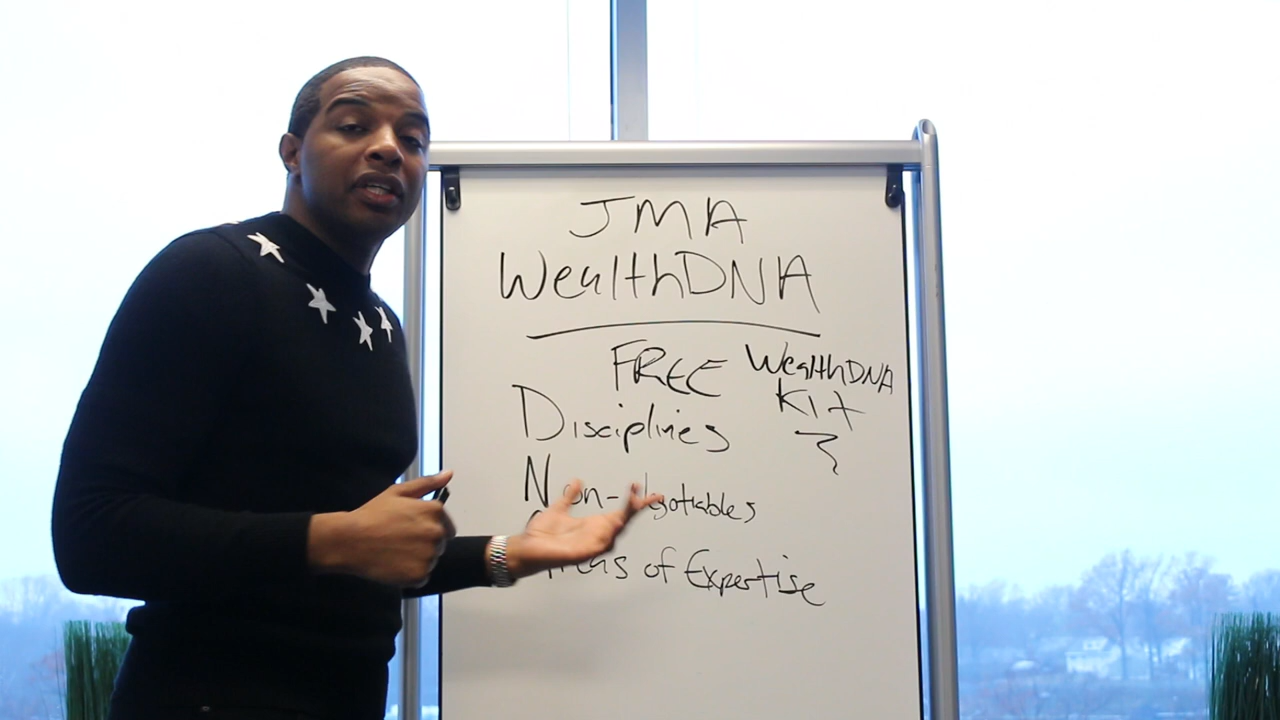 JMA
WealthDNA
FREE WealthDNA
Kit
Disciplines
of Expertise